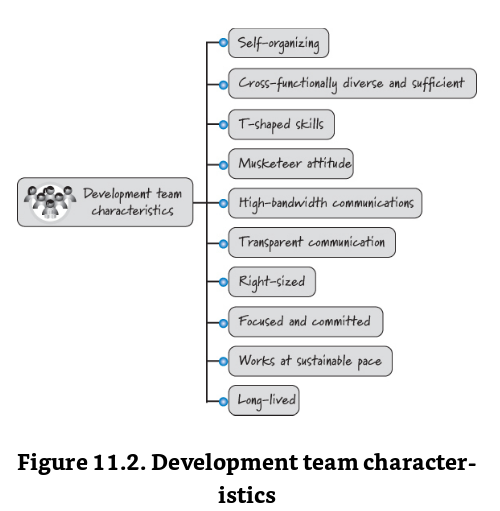 Self-organizing
Cross-functionally diverse and sufficient
T-shaped skills
Musketeer attitude
Development team
characteristics
High-bandwidth communications
Transparent communication
Right-sized
Focused and committed
Works at sustainable pace
Long-lived
Figure 11.2. Development team character-
istics